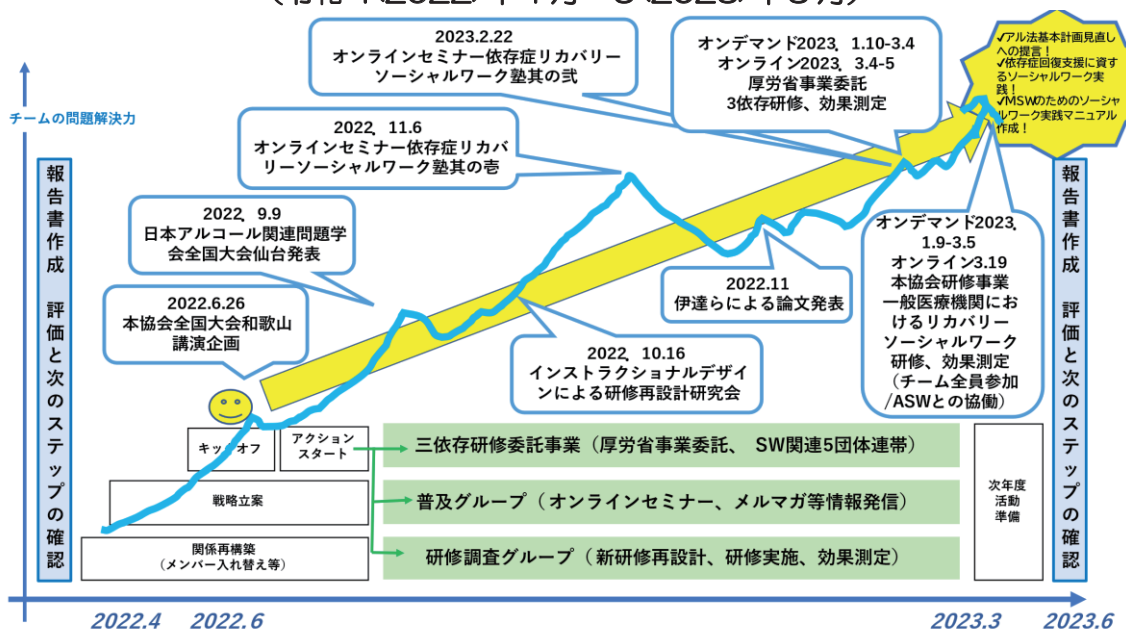 2023.2.22
オンラインセミナー依存症リカバリー
ソーシャルワーク塾其の弐
オンデマンド2023、1.10-3.4
オンライン2023、3.4-5
厚労省事業委託
3依存研修、効果測定
✓アル法基本計画見直し
への提言！
✓依存症回復支援に資す
るソーシャルワーク実
践！
✓MSWのためのソーシャ
ルワーク実践マニュアル
作成！
チームの問題解決力
2022、11.6
オンラインセミナー依存症リカバ
リーソーシャルワーク塾其の壱
報告書作成 評価と次のステップの確認
2022、9.9
日本アルコール関連問題学
会全国大会仙台発表
2022.6.26
本協会全国大会和歌山
講演企画
2022.11
伊達らによる論文発表
2022、10.16
インストラクショナルデザイ
ンによる研修再設計研究会
オンデマンド2023、
1.9-3.5
オンライン3.19
本協会研修事業
一般医療機関にお
けるリカバリー
ソーシャルワーク
研修、効果測定
（チーム全員参加
/ASWとの協働）
報告書作成 評価と次のステップの確認
キックオフ
アクション
スタート
三依存研修委託事業（厚労省事業委託、 SW関連5団体連帯）
戦略立案
普及グループ（オンラインセミナー、メルマガ等情報発信）
次年度
活動
準備
関係再構築
（メンバー入れ替え等）
研修調査グループ（新研修再設計、研修実施、効果測定）
2022.4
2022.6
2023.3
2023.6